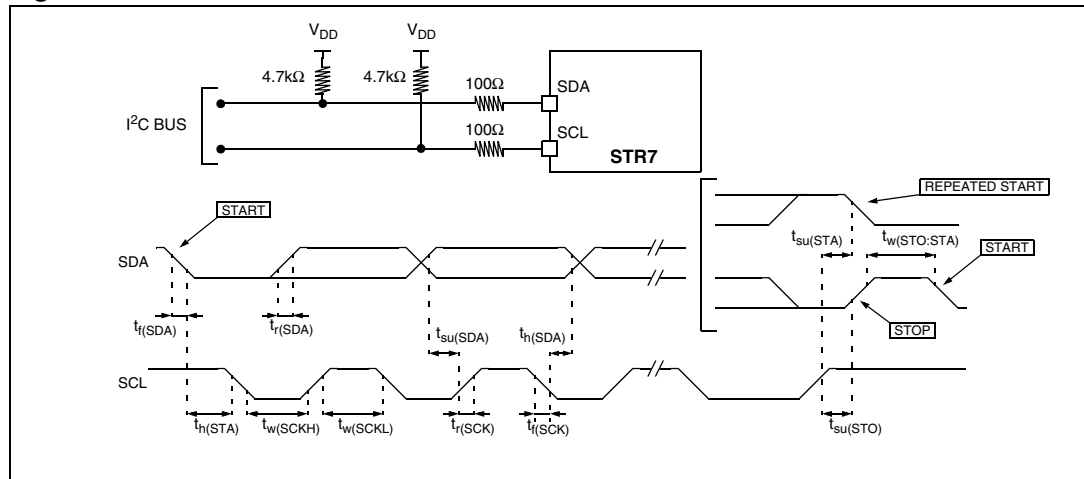 V_DD V_DD
4.7kΩ 4.7kΩ 100Ω SDA
I²C BUS 100Ω SCL
STR7
REPEATED START
START t_su(STA) t_w(STO:STA) START
SDA
t_f(SDA) t_r(SDA) t_su(SDA) t_h(SDA) STOP
SCL
t_h(STA) t_w(SCKH) t_w(SCKL) t_r(SCK) t_f(SCK) t_su(STO)